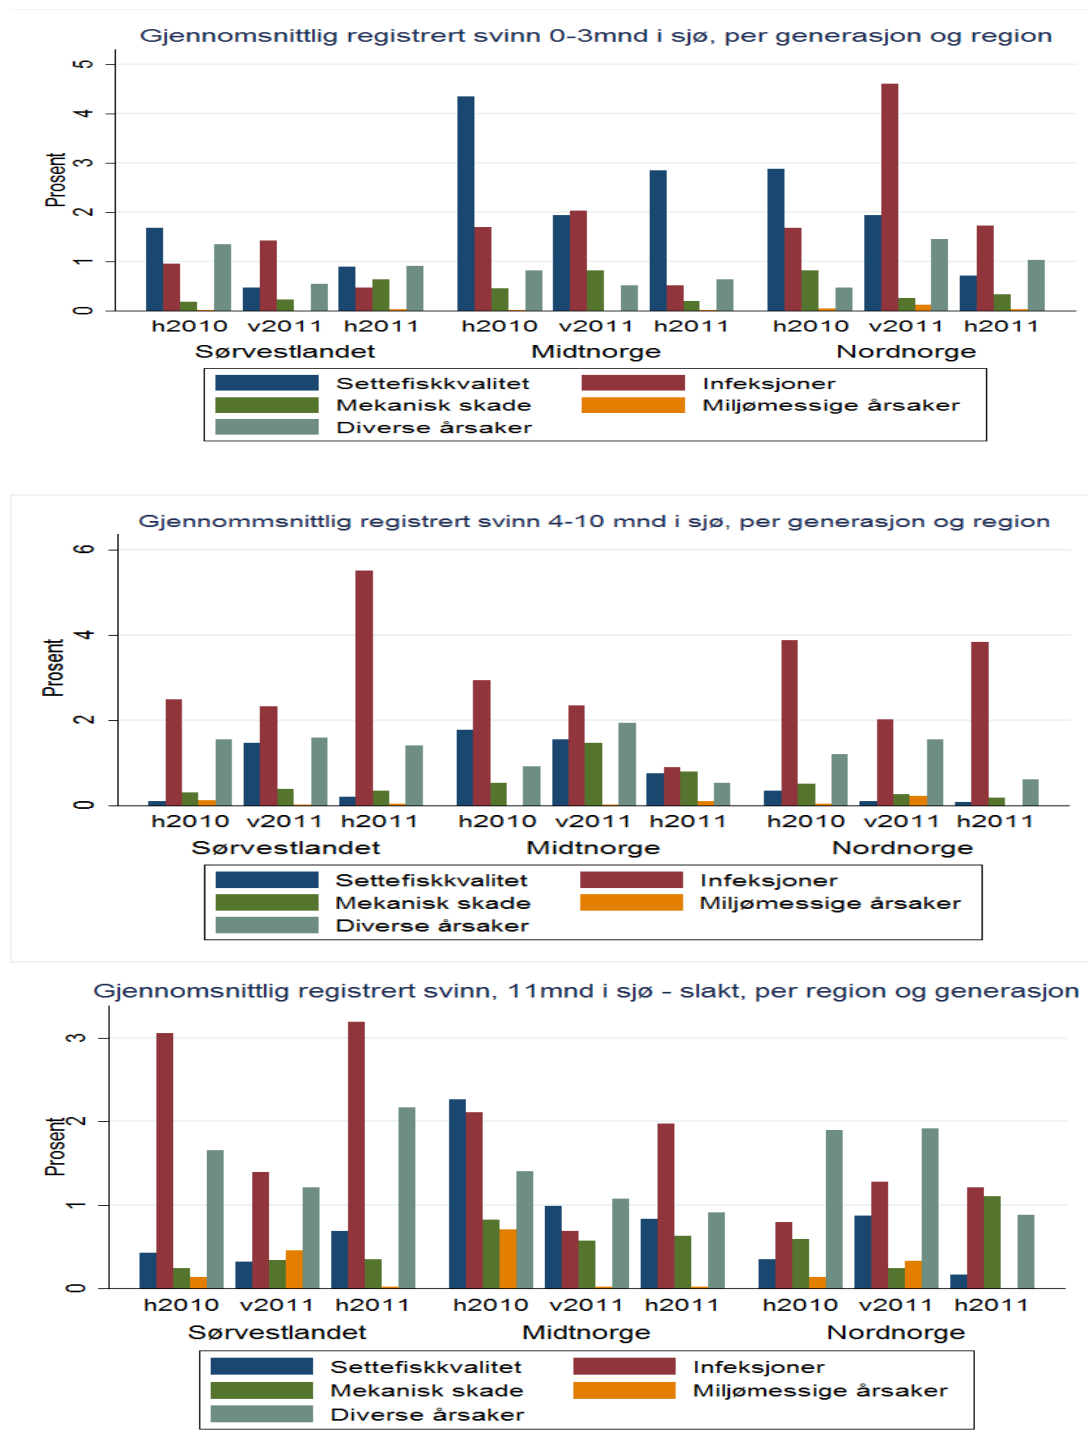 Gjennomsnittlig registrert svinn 0-3mnd i sjø, per generasjon og region
Prosent
5
4
3
2
1
0
h2010 v2011 h2011 h2010 v2011 h2011 h2010 v2011 h2011
Sørvestlandet Midtnorge Nordnorge
Settefiskkvalitet Infeksjoner
Mekanisk skade Miljømessige årsaker
Diverse årsaker
Gjennommsnittlig registrert svinn 4-10 mnd i sjø, per generasjon og region
Prosent
6
4
2
0
h2010 v2011 h2011 h2010 v2011 h2011 h2010 v2011 h2011
Sørvestlandet Midtnorge Nordnorge
Settefiskkvalitet Infeksjoner
Mekanisk skade Miljømessige årsaker
Diverse årsaker
Gjennomsnittlig registrert svinn, 11mnd i sjø - slakt, per region og generasjon
Prosent
3
2
1
0
h2010 v2011 h2011 h2010 v2011 h2011 h2010 v2011 h2011
Sørvestlandet Midtnorge Nordnorge
Settefiskkvalitet Infeksjoner
Mekanisk skade Miljømessige årsaker
Diverse årsaker